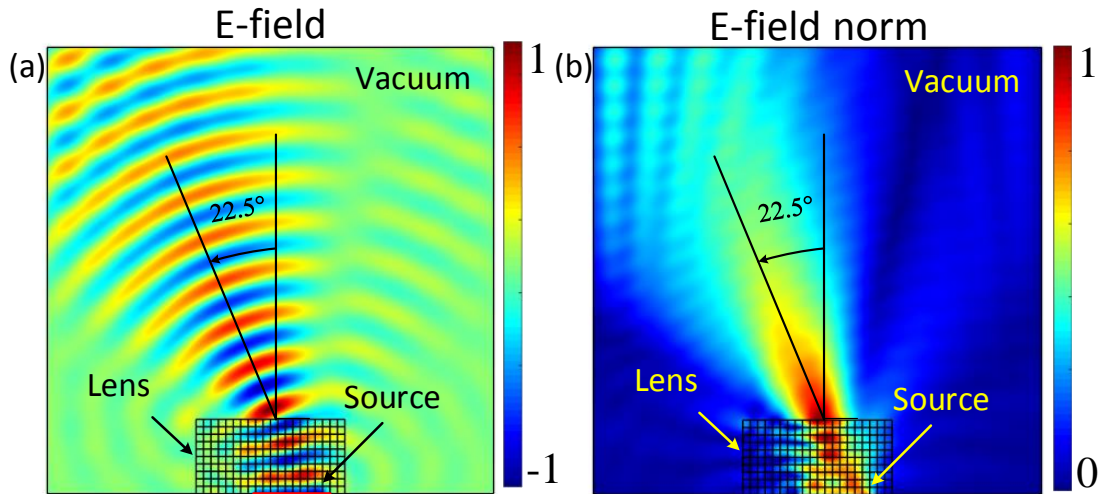 E-field
(a)
1
Vacuum
22.5°
Lens
Source
-1
E-field norm
(b)
1
Vacuum
22.5°
Lens
Source
0